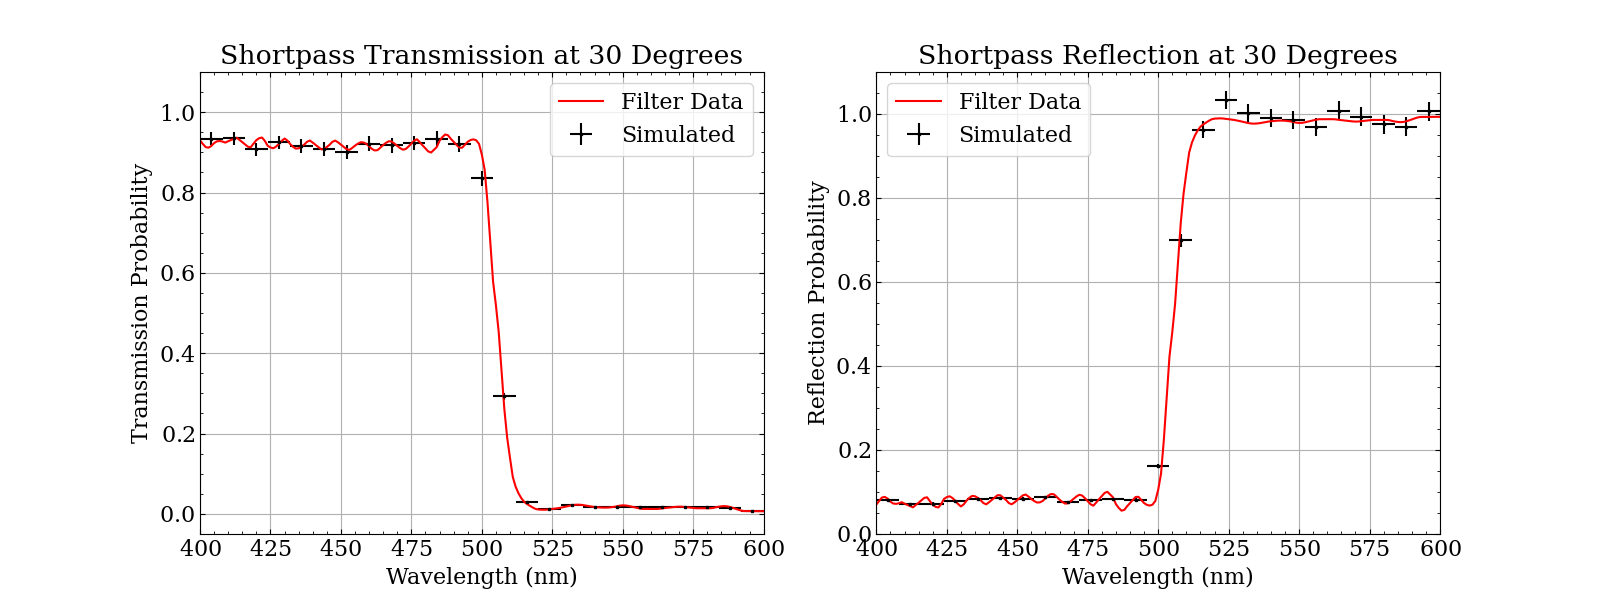 Shortpass Transmission at 30 Degrees
Transmission Probability
1.0
0.8
0.6
0.4
0.2
0.0
Filter Data
Simulated
400 425 450 475 500 525 550 575 600
Wavelength (nm)
Shortpass Reflection at 30 Degrees
Reflection Probability
1.0
0.8
0.6
0.4
0.2
0.0
Filter Data
Simulated
400 425 450 475 500 525 550 575 600
Wavelength (nm)